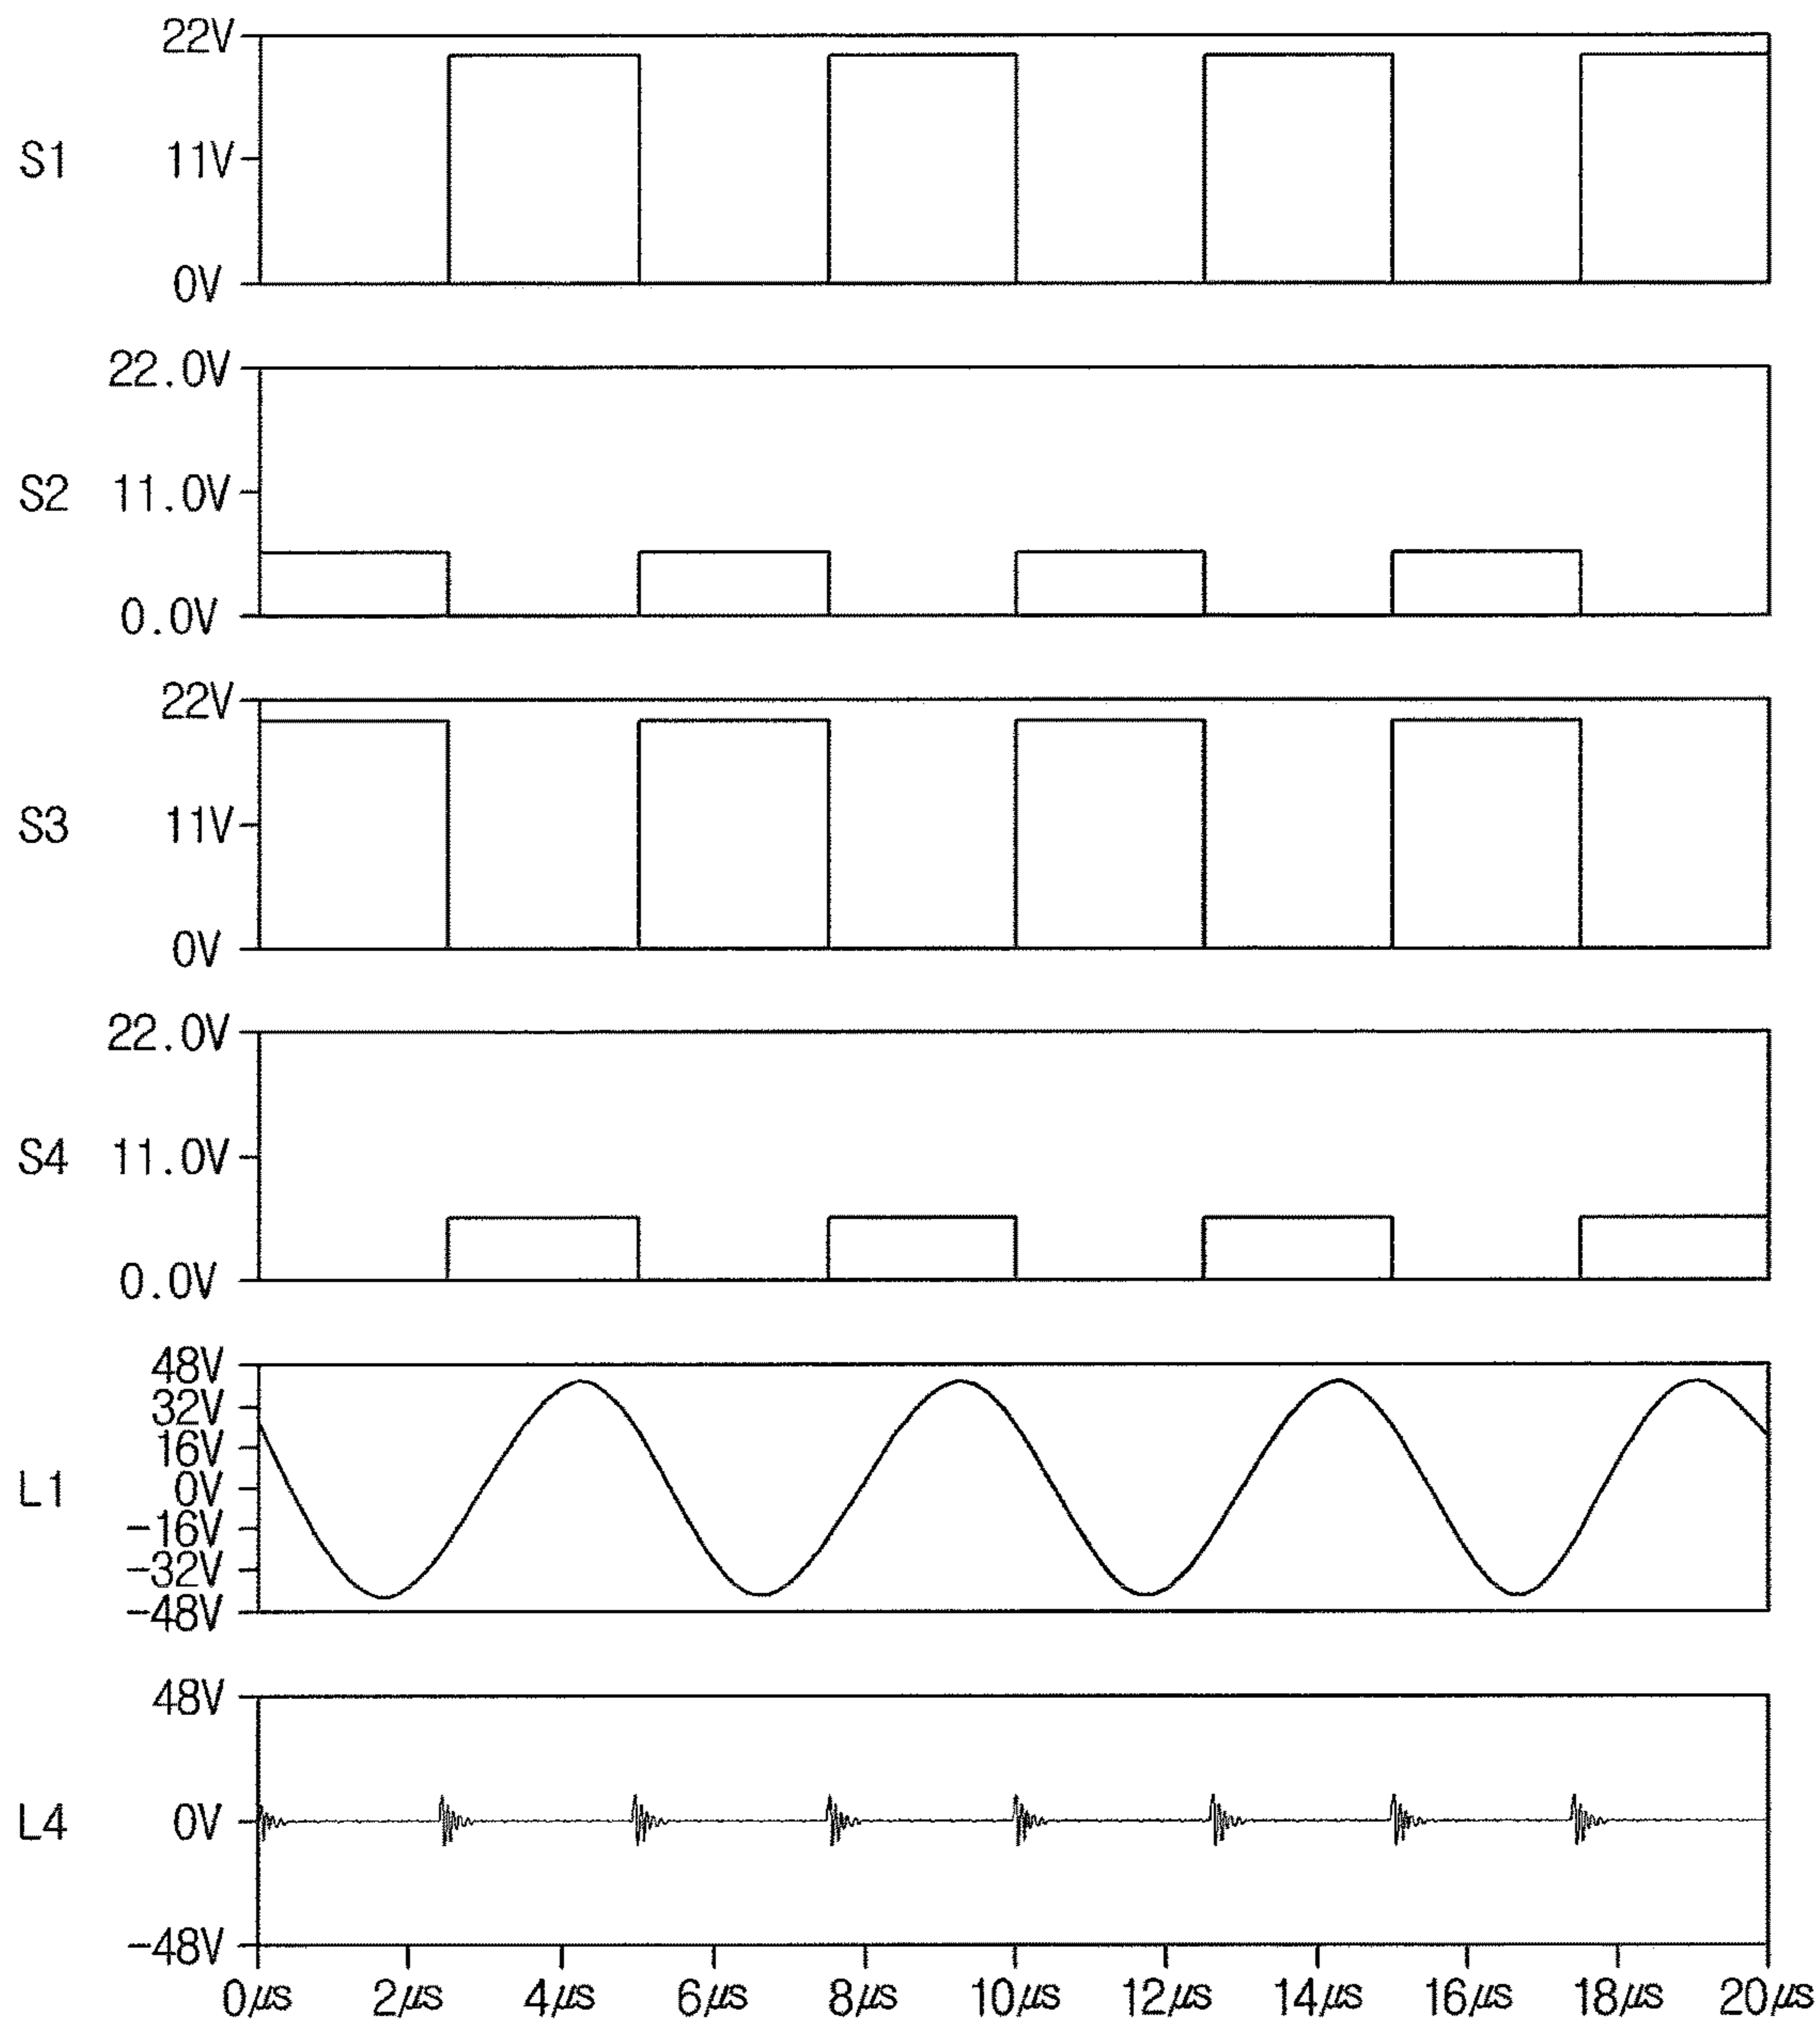 22V
S1 11V
0V
22.0V
S2 11.0V
0.0V
22V
S3 11V
0V
22.0V
S4 11.0V
0.0V
48V
32V
16V
L1 0V
-16V
-32V
-48V
48V
L4 0V
-48V
0㎲ 2㎲ 4㎲ 6㎲ 8㎲ 10㎲ 12㎲ 14㎲ 16㎲ 18㎲ 20㎲